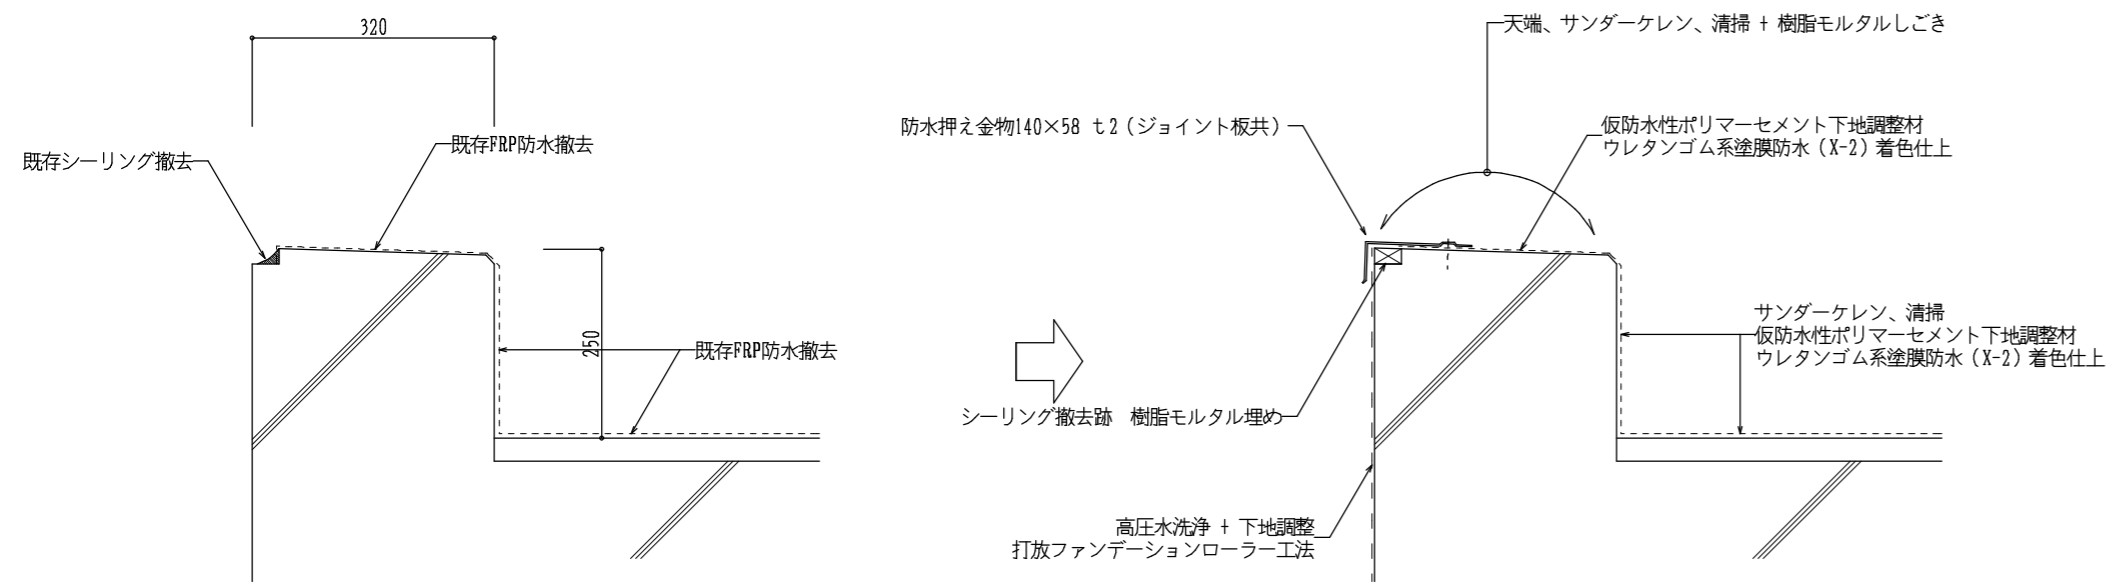 320
既存FRP防水撤去
既存シーリング撤去
250
既存FRP防水撤去
天端、サンダーケレン、清掃 + 樹脂モルタルしごき
防水押え金物140×58 t2(ジョイント板共)
仮防水性ポリマーセメント下地調整材
ウレタンゴム系塗膜防水(X-2)着色仕上
サンダーケレン、清掃
仮防水性ポリマーセメント下地調整材
ウレタンゴム系塗膜防水(X-2)着色仕上
シーリング撤去跡 樹脂モルタル埋め
高圧水洗浄 + 下地調整
打放ファンデーションローラー工法